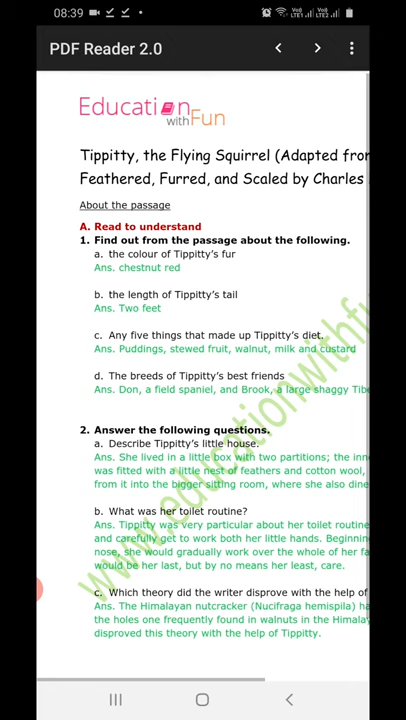 08:39
VoLTE1 VoLTE2
PDF Reader 2.0
Education
withFun
Tippitty, the Flying Squirrel (Adapted from
Feathered, Furred, and Scaled by Charles
About the passage
A. Read to understand
1. Find out from the passage about the following.
a. the colour of Tippitty's fur
Ans. chestnut red
b. the length of Tippitty's tail
Ans. Two feet
c. Any five things that made up Tippitty's diet.
Ans. Puddings, stewed fruit, walnut, milk and custard
d. The breeds of Tippitty's best friends
Ans. Don, a field spaniel, and Brook, a large shaggy Tibe
2. Answer the following questions.
a. Describe Tippitty's little house.
Ans. She lived in a little box with two partitions; the inne
was fitted with a little nest of feathers and cotton wool,
from it into the bigger sitting room, where she also dine
b. What was her toilet routine?
Ans. Tippitty was very particular about her toilet routine
and carefully get to work both her little hands. Beginnin
nose, she would gradually work over the whole of her fa
would be her last, but by no means her least, care.
c. Which theory did the writer disprove with the help of
Ans. The Himalayan nutcracker (Nucifraga hemispila) ha
the holes one frequently found in walnuts in the Himala
disproved this theory with the help of Tippitty.
www.educationwithfu